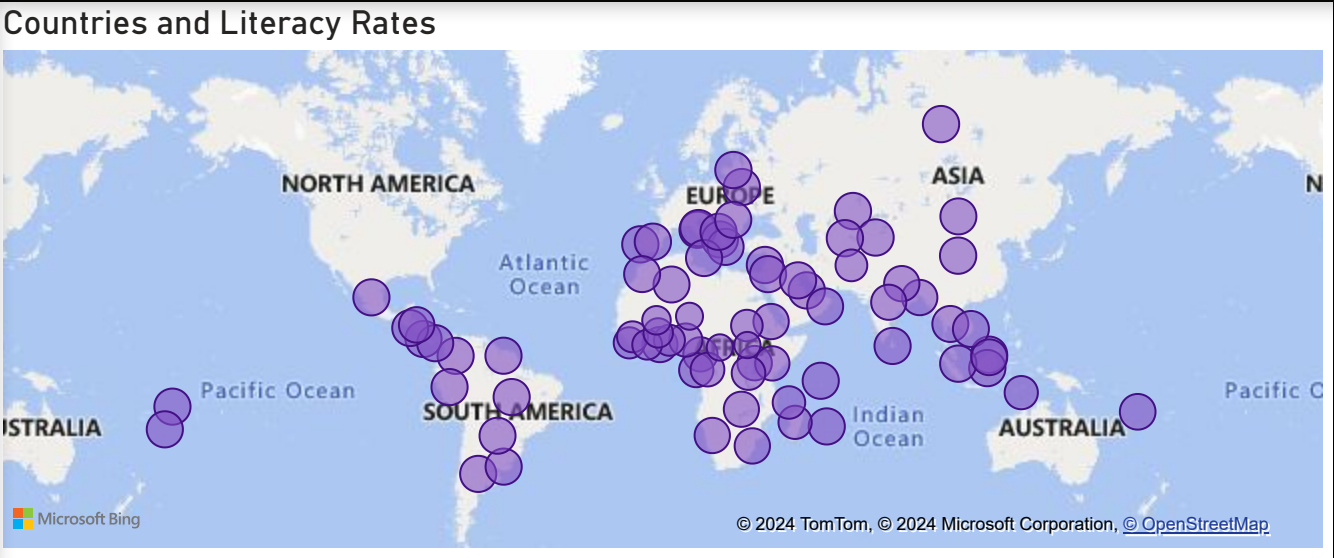 Countries and Literacy Rates
NORTH AMERICA
EUROPE
ASIA
N
Atlantic
Ocean
AFRICA
Pacific Ocean
SOUTH AMERICA
Indian
Ocean
Pacific O
USTRALIA
AUSTRALIA
Microsoft Bing
© 2024 TomTom, © 2024 Microsoft Corporation, © OpenStreetMap